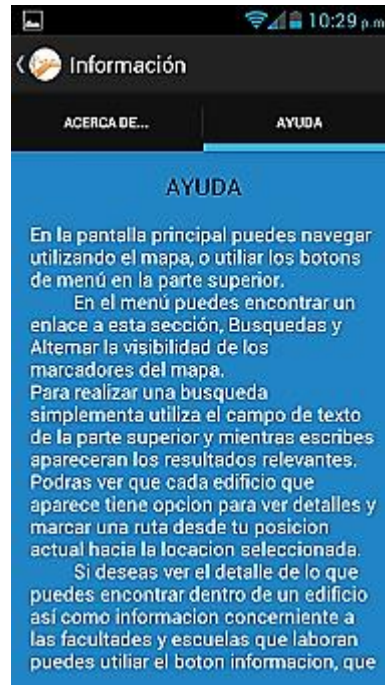 10:29 p.m
Información
ACERCA DE...
AYUDA
AYUDA
En la pantalla principal puedes navegar
utilizando el mapa, o utiliar los botons
de menú en la parte superior.
En el menú puedes encontrar un
enlace a esta sección, Busquedas y
Alternar la visibilidad de los
marcadores del mapa.
Para realizar una busqueda
simplementa utiliza el campo de texto
de la parte superior y mientras escribes
apareceran los resultados relevantes.
Podras ver que cada edificio que
aparece tiene opcion para ver detalles y
marcar una ruta desde tu posicion
actual hacia la locacion seleccionada.
Si deseas ver el detalle de lo que
puedes encontrar dentro de un edificio
así como informacion concerniente a
las facultades y escuelas que laboran
puedes utiliar el boton informacion, que